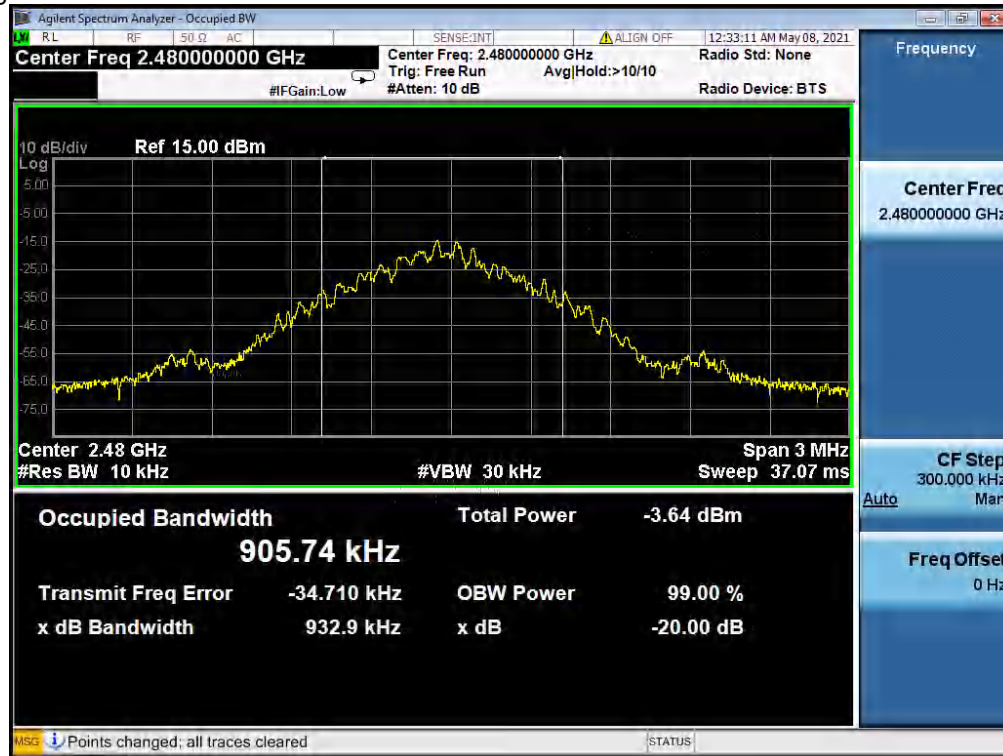 Agilent Spectrum Analyzer - Occupied BW
RL RF 50 Ω AC SENSE:INT ALIGN OFF 12:33:11 AM May 08, 2021
Center Freq 2.480000000 GHz
Center Freq: 2.480000000 GHz Radio Std: None
Trig: Free Run Avg|Hold:>10/10
#IFGain:Low #Atten: 10 dB Radio Device: BTS
10 dB/div Ref 15.00 dBm
Log
5.00
-5.00
-15.0
-25.0
-35.0
-45.0
-55.0
-65.0
-75.0
Center 2.48 GHz Span 3 MHz
#Res BW 10 kHz #VBW 30 kHz Sweep 37.07 ms
Occupied Bandwidth Total Power -3.64 dBm
905.74 kHz
Transmit Freq Error -34.710 kHz OBW Power 99.00 %
x dB Bandwidth 932.9 kHz x dB -20.00 dB
MSG Points changed; all traces cleared STATUS
Frequency
Center Freq
2.480000000 GHz
CF Step
300.000 kHz
Auto Man
Freq Offset
0 Hz